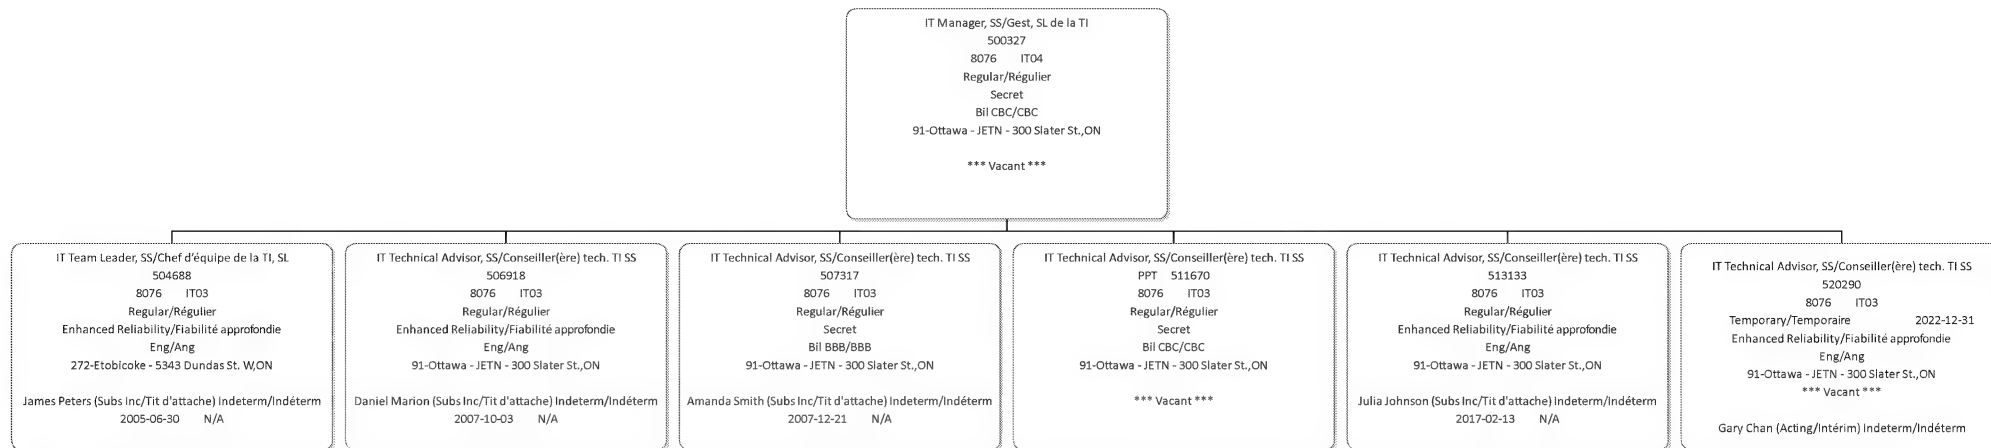 IT Manager, SS/Gest, SL de la TI
500327
8076 IT04
Regular/Régulier
Secret
Bil CBC/CBC
91-Ottawa - JETN - 300 Slater St.,ON
*** Vacant ***
IT Team Leader, SS/Chef d'équipe de la TI, SL
504688
8076 IT03
Regular/Régulier
Enhanced Reliability/Fiabilité approfondie
Eng/Ang
272-Etobicoke - 5343 Dundas St. W,ON
James Peters (Subs Inc/Tit d'attache) Indeterm/Indéterm
2005-06-30 N/A
IT Technical Advisor, SS/Conseiller(ère) tech. TI SS
506918
8076 IT03
Regular/Régulier
Enhanced Reliability/Fiabilité approfondie
Eng/Ang
91-Ottawa - JETN - 300 Slater St.,ON
Daniel Marion (Subs Inc/Tit d'attache) Indeterm/Indéterm
2007-10-03 N/A
IT Technical Advisor, SS/Conseiller(ère) tech. TI SS
507317
8076 IT03
Regular/Régulier
Secret
Bil BBB/BBB
91-Ottawa - JETN - 300 Slater St.,ON
Amanda Smith (Subs Inc/Tit d'attache) Indeterm/Indéterm
2007-12-21 N/A
IT Technical Advisor, SS/Conseiller(ère) tech. TI SS
PPT 511670
8076 IT03
Regular/Régulier
Secret
Bil CBC/CBC
91-Ottawa - JETN - 300 Slater St.,ON
*** Vacant ***
IT Technical Advisor, SS/Conseiller(ère) tech. TI SS
513133
8076 IT03
Regular/Régulier
Enhanced Reliability/Fiabilité approfondie
Eng/Ang
91-Ottawa - JETN - 300 Slater St.,ON
Julia Johnson (Subs Inc/Tit d'attache) Indeterm/Indéterm
2017-02-13 N/A
IT Technical Advisor, SS/Conseiller(ère) tech. TI SS
520290
8076 IT03
Temporary/Temporaire 2022-12-31
Enhanced Reliability/Fiabilité approfondie
Eng/Ang
91-Ottawa - JETN - 300 Slater St.,ON
*** Vacant ***
Gary Chan (Acting/Intérim) Indeterm/Indéterm